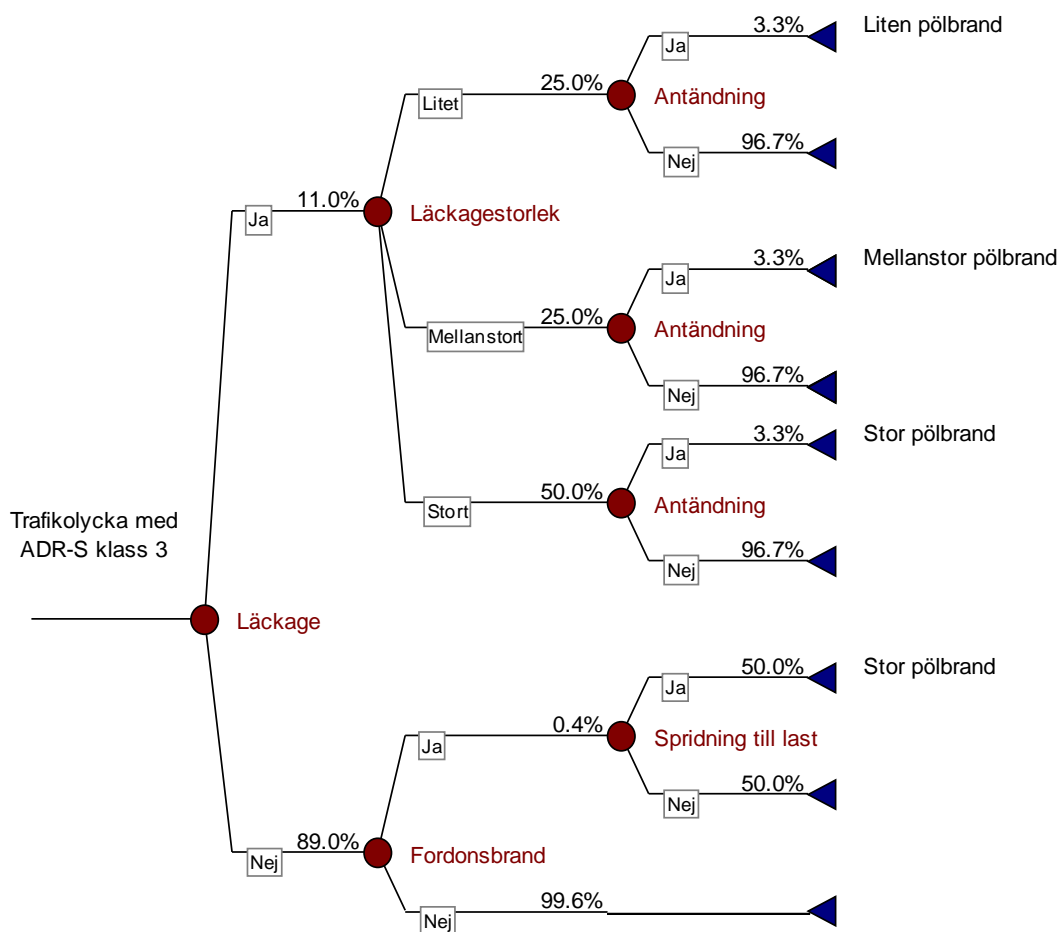 3.3%
Liten pölbrand
Ja
25.0%
Litet
Antändning
96.7%
Nej
11.0%
Ja
Läckagestorlek
3.3%
Mellanstor pölbrand
Ja
25.0%
Mellanstort
Antändning
96.7%
Nej
3.3%
Stor pölbrand
Ja
50.0%
Stort
Antändning
96.7%
Nej
Trafikolycka med
ADR-S klass 3
Läckage
50.0%
Stor pölbrand
Ja
0.4%
Ja
Spridning till last
50.0%
Nej
89.0%
Nej
Fordonsbrand
99.6%
Nej